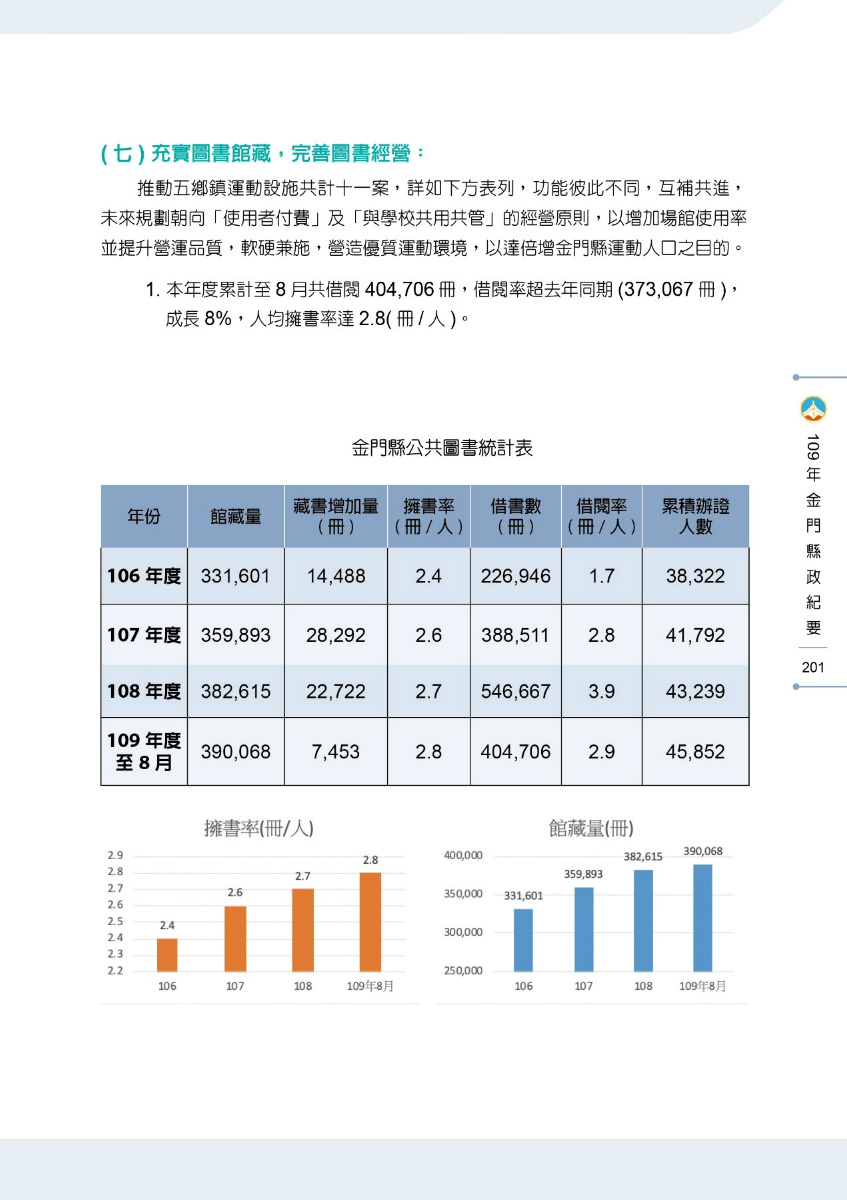 (七)充實圖書館藏，完善圖書經營：
推動五鄉鎮運動設施共計十一案，詳如下方表列，功能彼此不同，互補共進，
未來規劃朝向「使用者付費」及「與學校共用共管」的經營原則，以增加場館使用率
並提升營運品質，軟硬兼施，營造優質運動環境，以達倍增金門縣運動人口之目的。
1. 本年度累計至 8 月共借閱 404,706 冊，借閱率超去年同期 (373,067 冊)，
成長 8%，人均擁書率達 2.8( 冊 / 人 )。
金門縣公共圖書統計表
年份 館藏量 藏書增加量（冊） 擁書率（冊 / 人） 借書數（冊） 借閱率（冊 / 人） 累積辦證人數
106 年度 331,601 14,488 2.4 226,946 1.7 38,322
107 年度 359,893 28,292 2.6 388,511 2.8 41,792
108 年度 382,615 22,722 2.7 546,667 3.9 43,239
109 年度至 8 月 390,068 7,453 2.8 404,706 2.9 45,852
擁書率(冊/人)
2.9
2.8
2.7
2.6
2.5
2.4
2.3
2.2
2.4 2.6 2.7 2.8
106 107 108 109年8月
館藏量(冊)
400,000
350,000
300,000
250,000
331,601 359,893 382,615 390,068
106 107 108 109年8月
109年金門縣政紀要
201